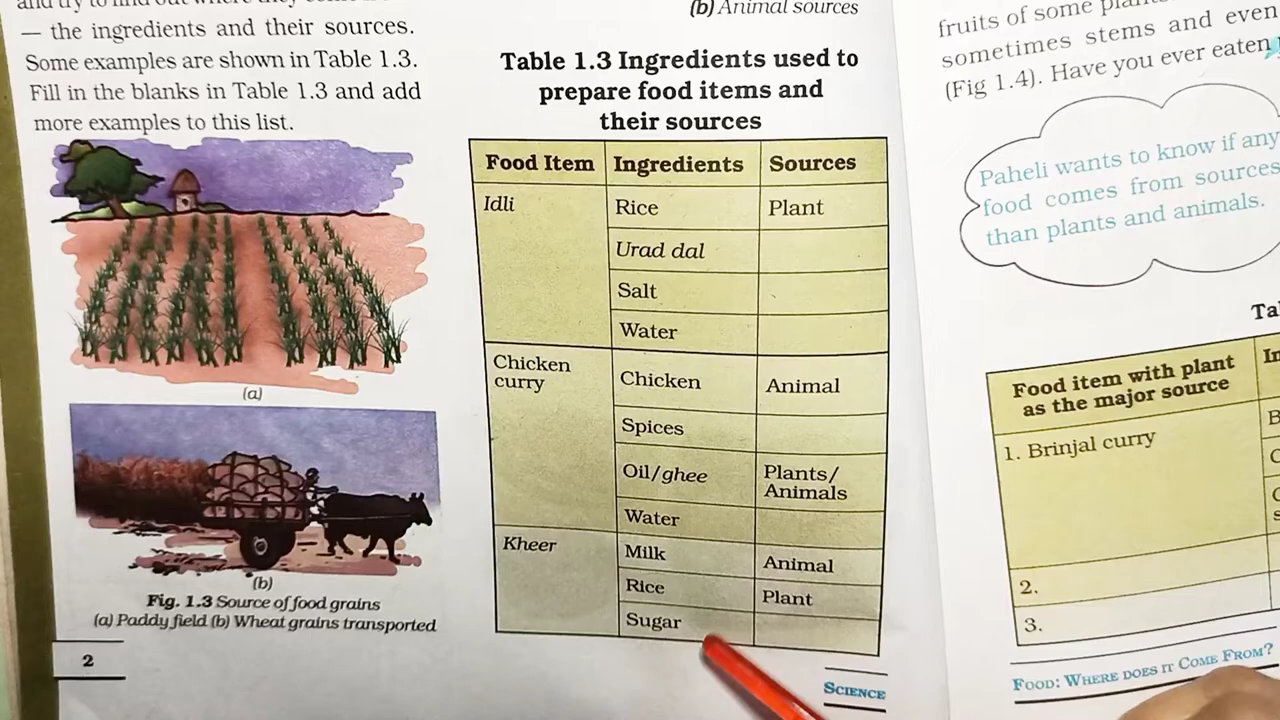 — the ingredients and their sources.
Some examples are shown in Table 1.3.
Fill in the blanks in Table 1.3 and add
more examples to this list.
(a)
(b)
Fig. 1.3 Source of food grains
(a) Paddy field (b) Wheat grains transported
2
(b) Animal sources
Table 1.3 Ingredients used to
prepare food items and
their sources
Food Item Ingredients Sources
Idli Rice Plant
Urad dal
Salt
Water
Chicken
curry Chicken Animal
Spices
Oil/ghee Plants/
Animals
Water
Kheer Milk Animal
Rice Plant
Sugar
SCIENCE
fruits of some
sometimes stems and even
(Fig 1.4). Have you ever eaten
Paheli wants to know if any
food comes from sources
than plants and animals.
Food item with plant
as the major source
1. Brinjal curry
2.
3.
FOOD: WHERE DOES IT COME FROM?